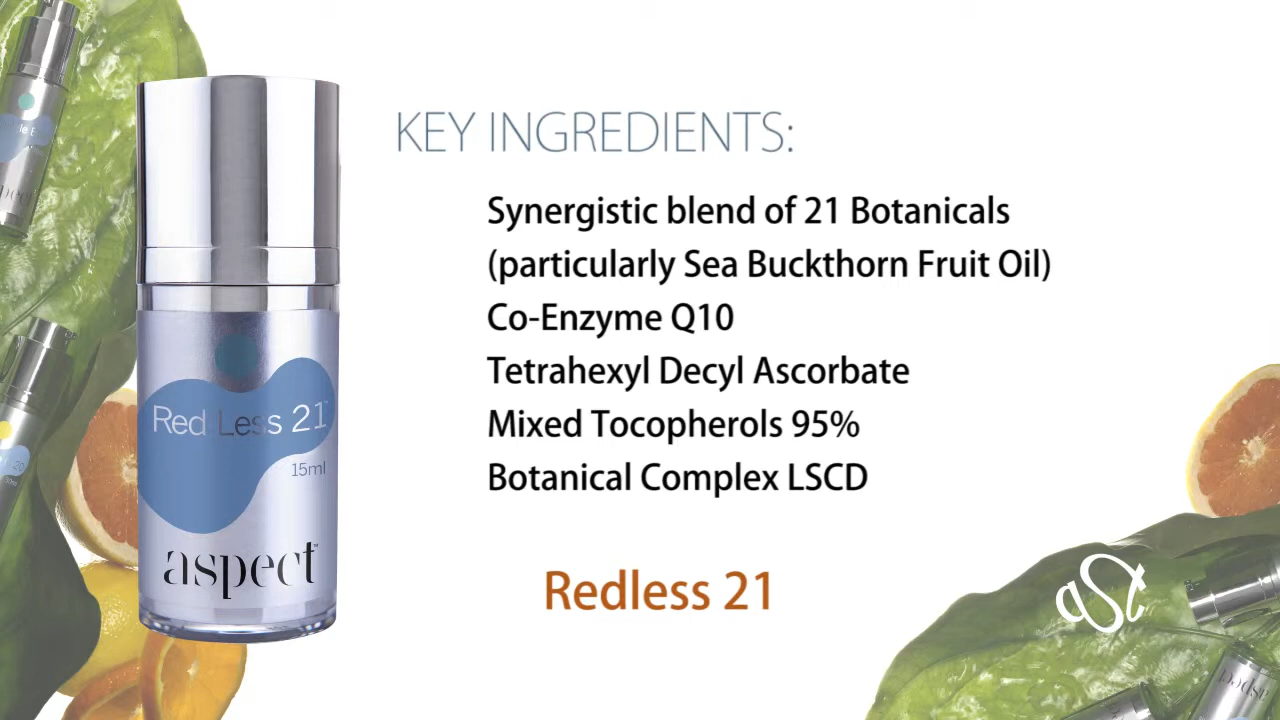 KEY INGREDIENTS:
Synergistic blend of 21 Botanicals
(particularly Sea Buckthorn Fruit Oil)
Co-Enzyme Q10
Tetrahexyl Decyl Ascorbate
Mixed Tocopherols 95%
Botanical Complex LSCD
Redless 21
Red Less 21
15ml
aspect™